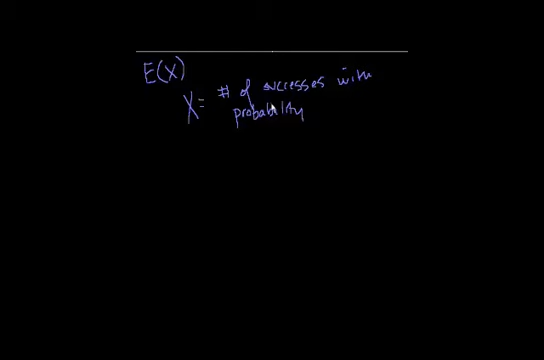 E(X)
X = # of successes with
probability